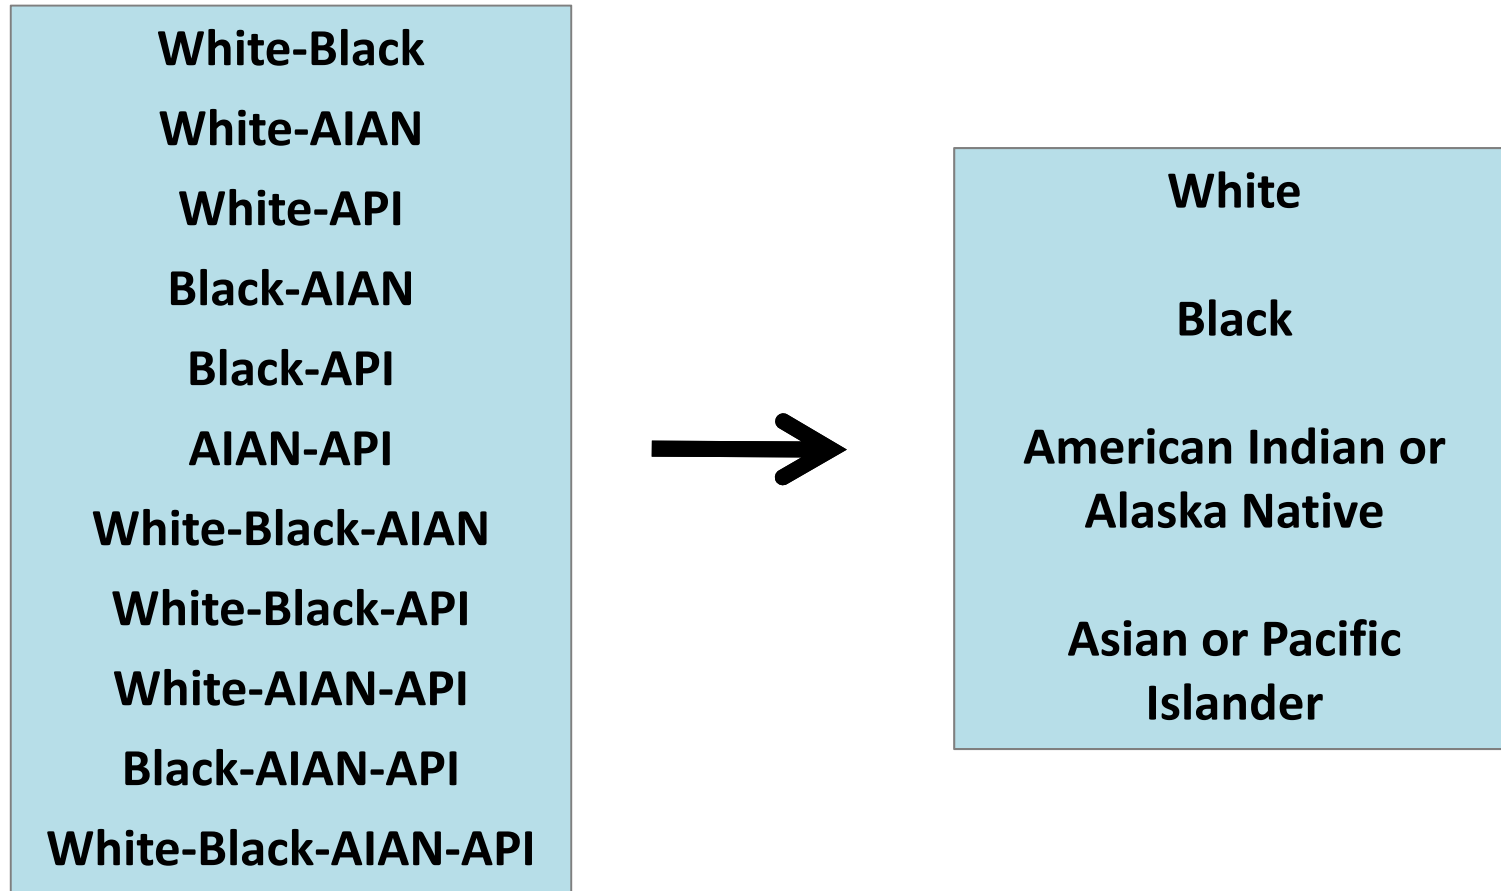 White-Black
White-AIAN
White-API
Black-AIAN
Black-API
AIAN-API
White-Black-AIAN
White-Black-API
White-AIAN-API
Black-AIAN-API
White-Black-AIAN-API
White
Black
American Indian or
Alaska Native
Asian or Pacific
Islander